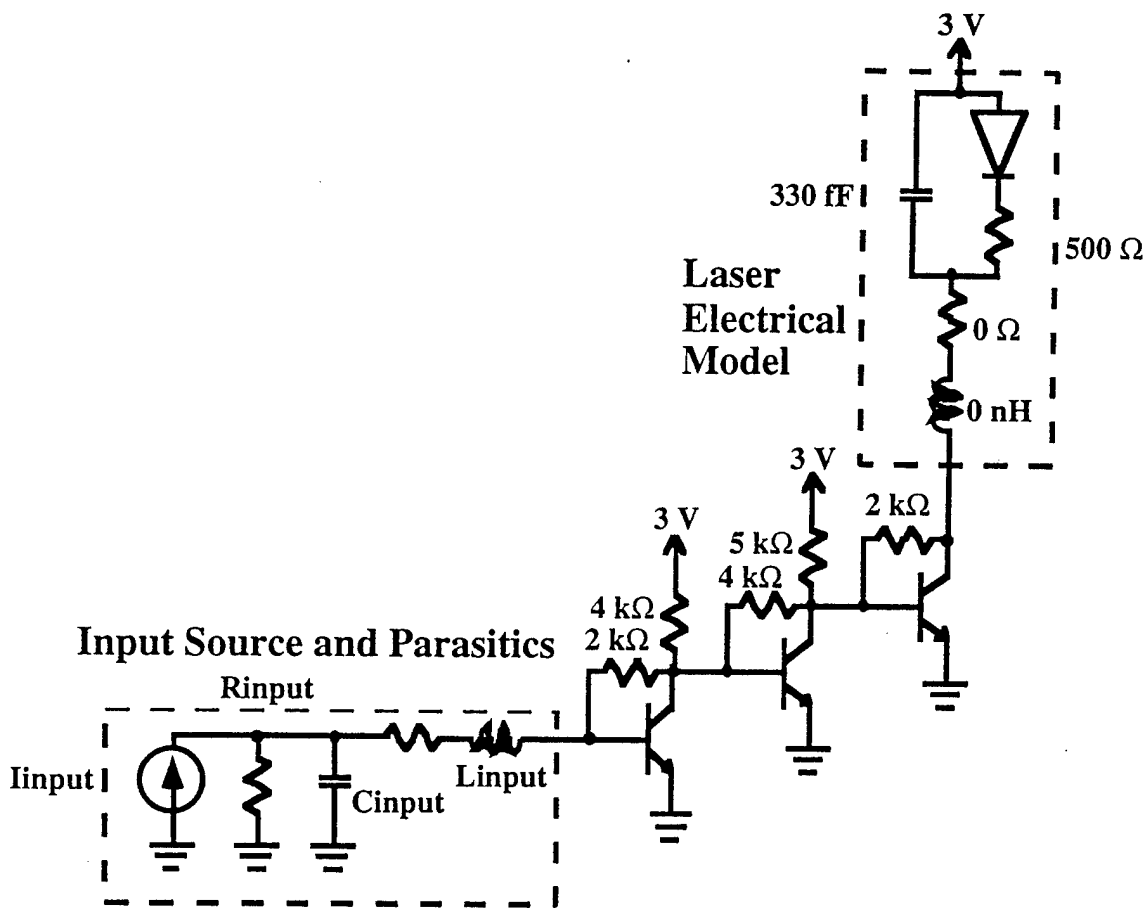 3 V
330 fF
500 Ω
Laser
Electrical
Model
0 Ω
0 nH
3 V
2 kΩ
3 V
5 kΩ
4 kΩ
4 kΩ
2 kΩ
Input Source and Parasitics
Rinput
Iinput
Cinput
Linput